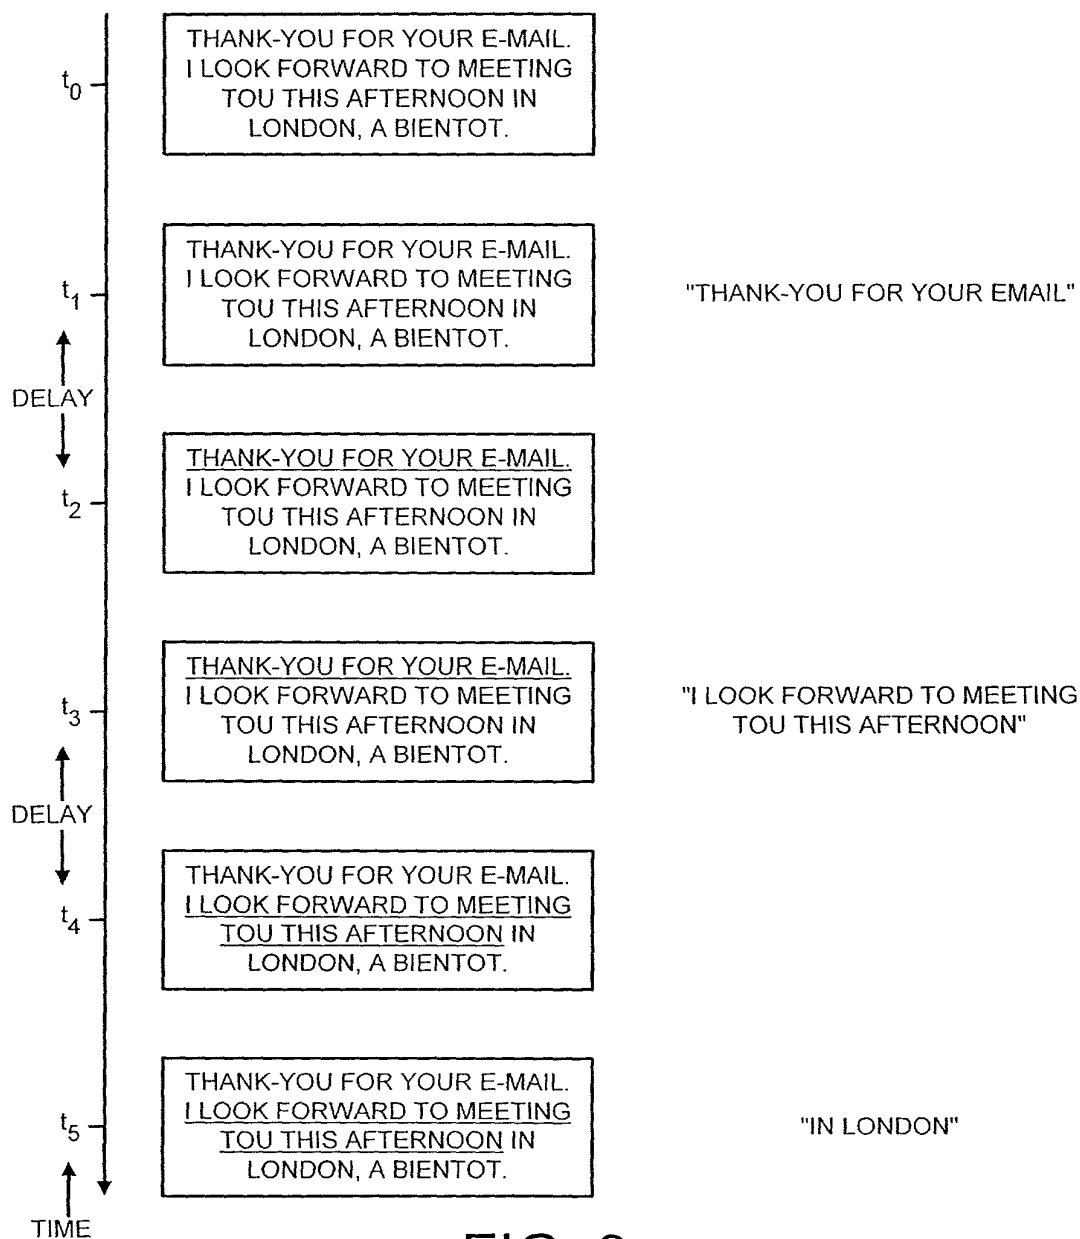 t0
THANK-YOU FOR YOUR E-MAIL.
I LOOK FORWARD TO MEETING
TOU THIS AFTERNOON IN
LONDON, A BIENTOT.
t1
THANK-YOU FOR YOUR E-MAIL.
I LOOK FORWARD TO MEETING
TOU THIS AFTERNOON IN
LONDON, A BIENTOT.
"THANK-YOU FOR YOUR EMAIL"
DELAY
t2
THANK-YOU FOR YOUR E-MAIL.
I LOOK FORWARD TO MEETING
TOU THIS AFTERNOON IN
LONDON, A BIENTOT.
t3
THANK-YOU FOR YOUR E-MAIL.
I LOOK FORWARD TO MEETING
TOU THIS AFTERNOON IN
LONDON, A BIENTOT.
"I LOOK FORWARD TO MEETING
TOU THIS AFTERNOON"
DELAY
t4
THANK-YOU FOR YOUR E-MAIL.
I LOOK FORWARD TO MEETING
TOU THIS AFTERNOON IN
LONDON, A BIENTOT.
t5
THANK-YOU FOR YOUR E-MAIL.
I LOOK FORWARD TO MEETING
TOU THIS AFTERNOON IN
LONDON, A BIENTOT.
"IN LONDON"
TIME